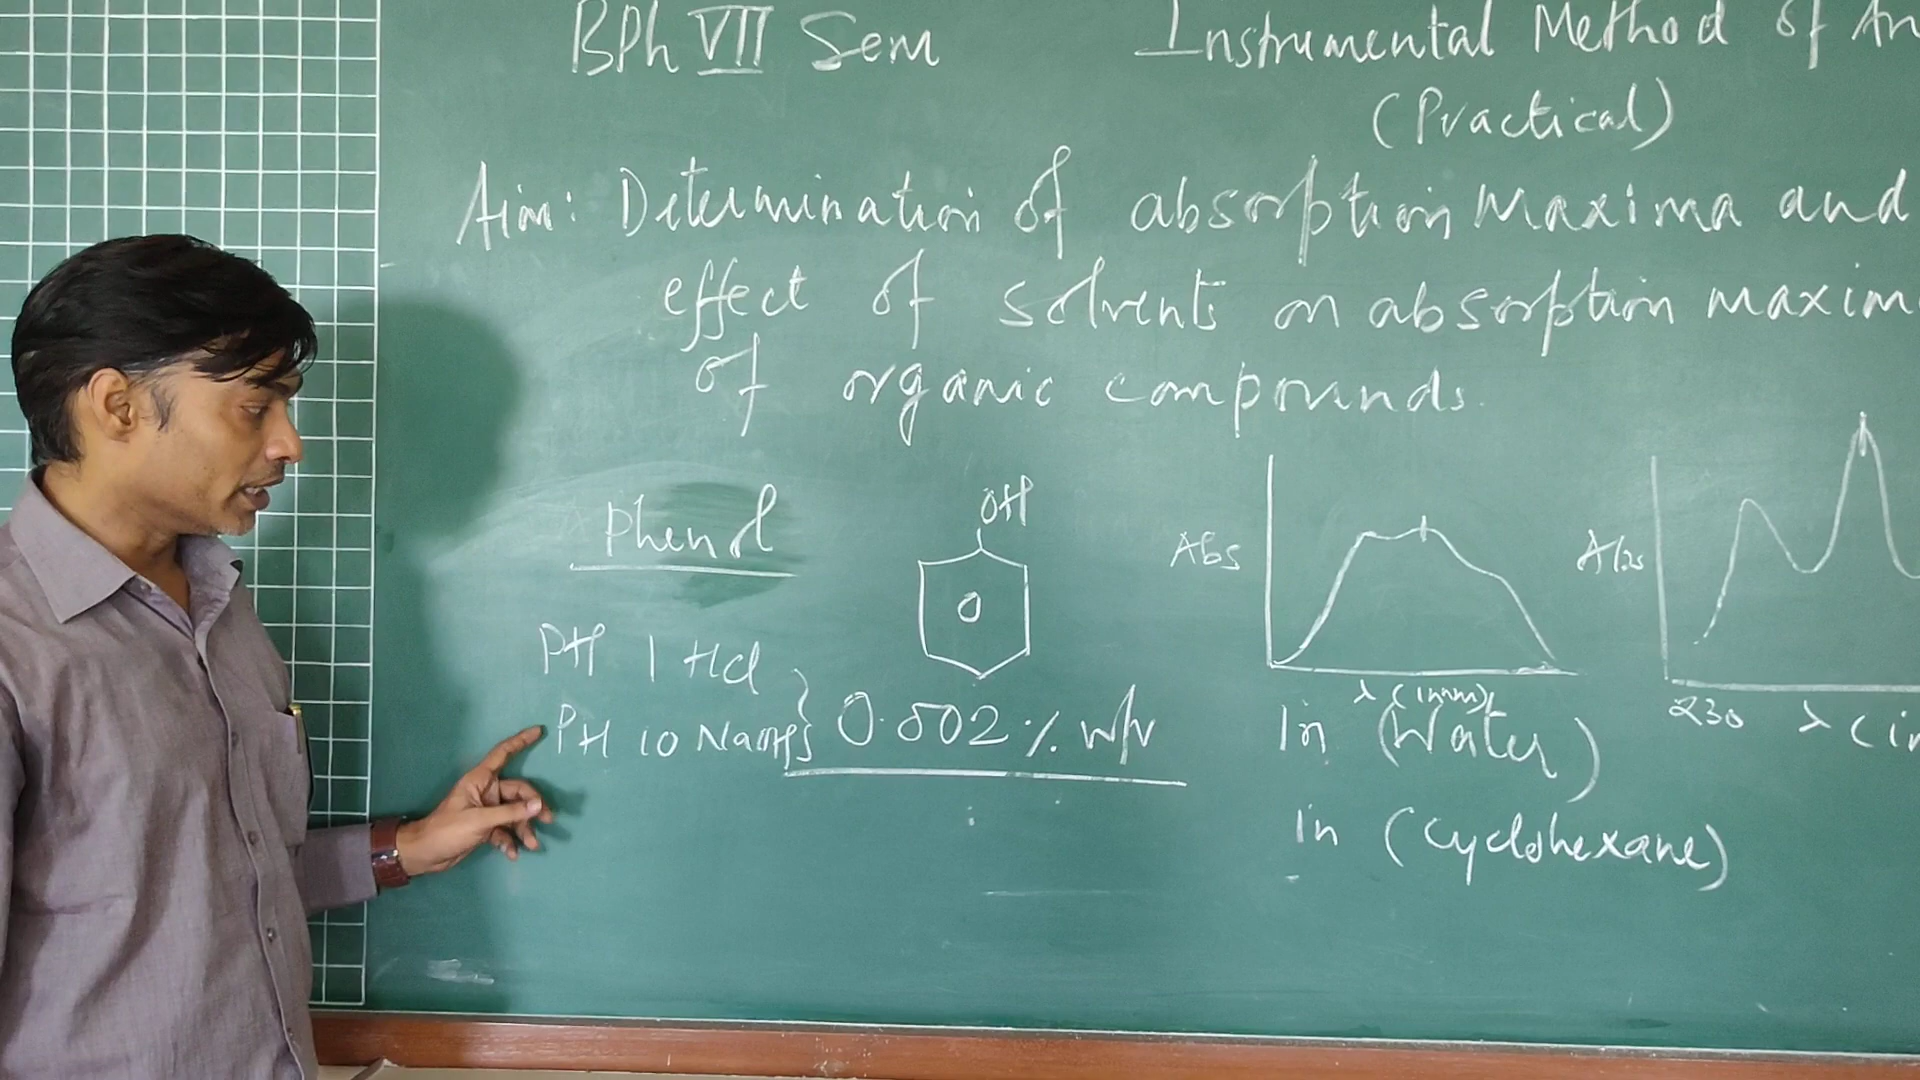 BPh VII Sem Instrumental Method of An
(Practical)
Aim: Determination of absorption Maxima and
effect of solvents on absorption maxim
of organic compounds.
Phenol
OH
Abs
Abs
PH 1 HCl
PH 10 NaOH
0.002 % w/v
λ (in nm)
In (Water)
230 λ (in
In (cyclohexane)